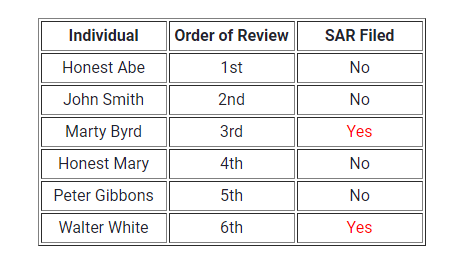 Individual Order of Review SAR Filed
Honest Abe 1st No
John Smith 2nd No
Marty Byrd 3rd Yes
Honest Mary 4th No
Peter Gibbons 5th No
Walter White 6th Yes